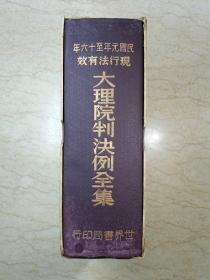 民國元年至十六年
現行法有效
大理院判決例全集
世界書局印行